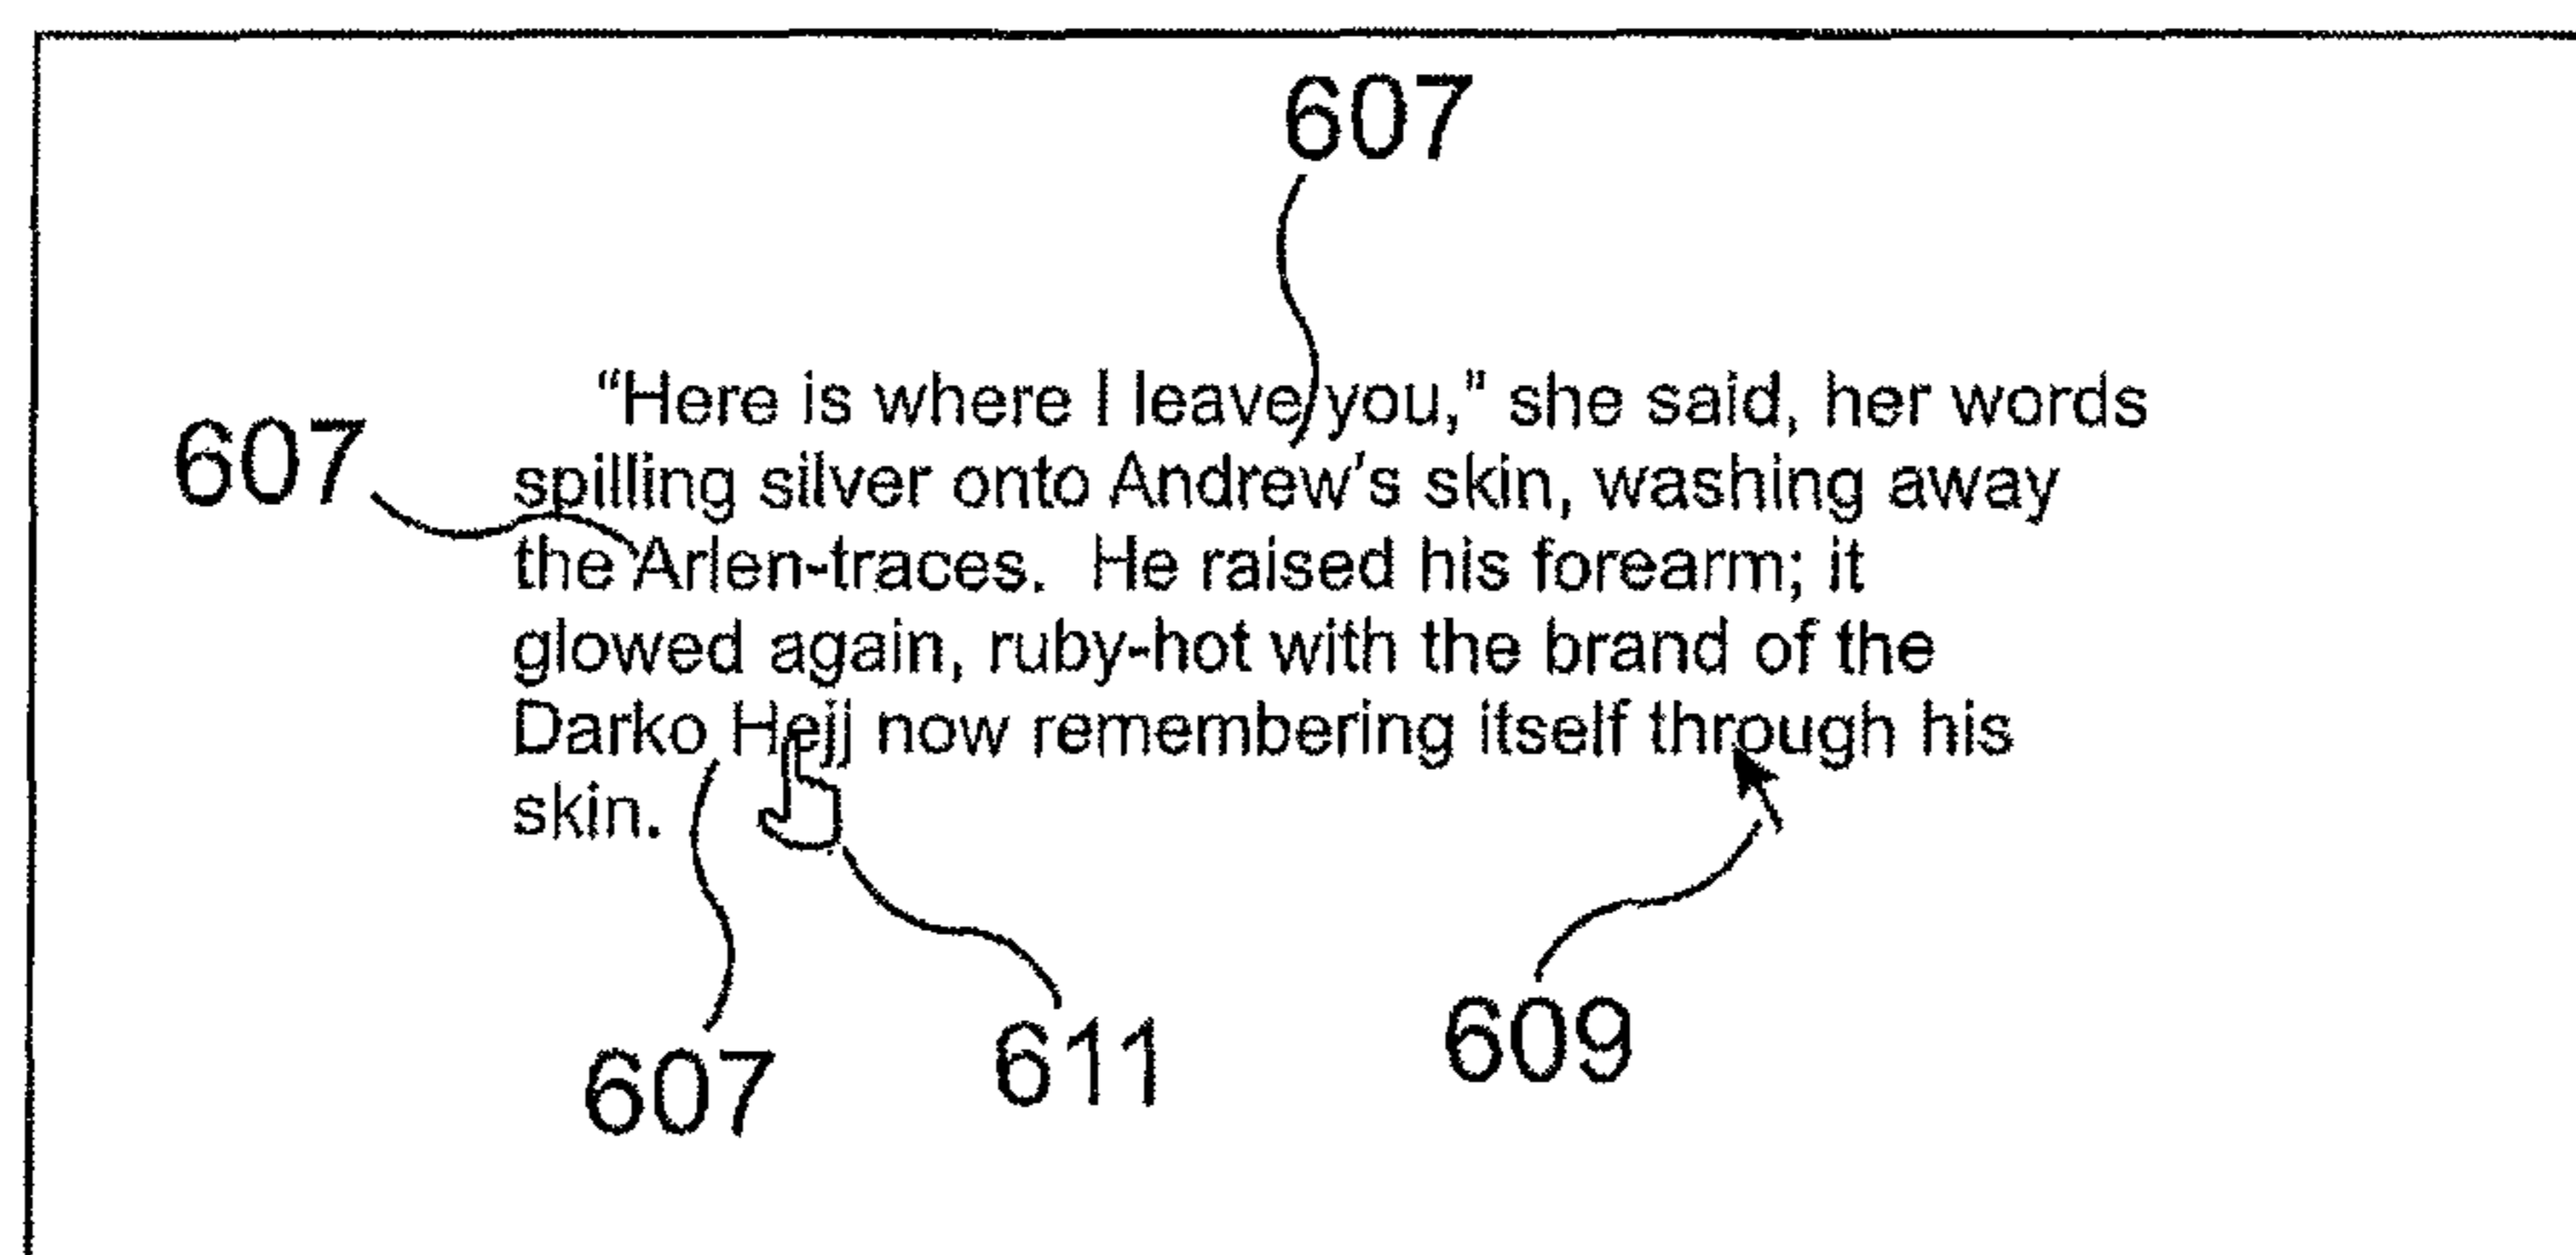 607
“Here is where I leave you,” she said, her words
607
spilling silver onto Andrew’s skin, washing away
the Arlen-traces.  He raised his forearm; it
glowed again, ruby-hot with the brand of the
Darko Hejj now remembering itself through his
skin.
607
611
609